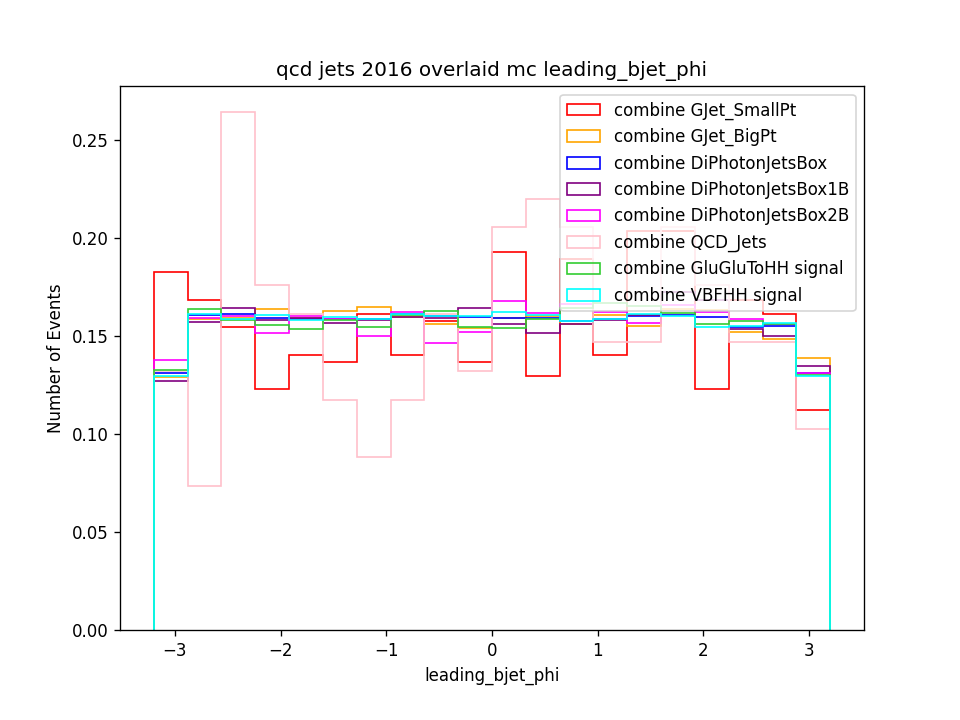 qcd jets 2016 overlaid mc leading_bjet_phi
combine GJet_SmallPt
combine GJet_BigPt
combine DiPhotonJetsBox
combine DiPhotonJetsBox1B
combine DiPhotonJetsBox2B
combine QCD_Jets
combine GluGluToHH signal
combine VBFHH signal
Number of Events
0.25
0.20
0.15
0.10
0.05
0.00
−3 −2 −1 0 1 2 3
leading_bjet_phi